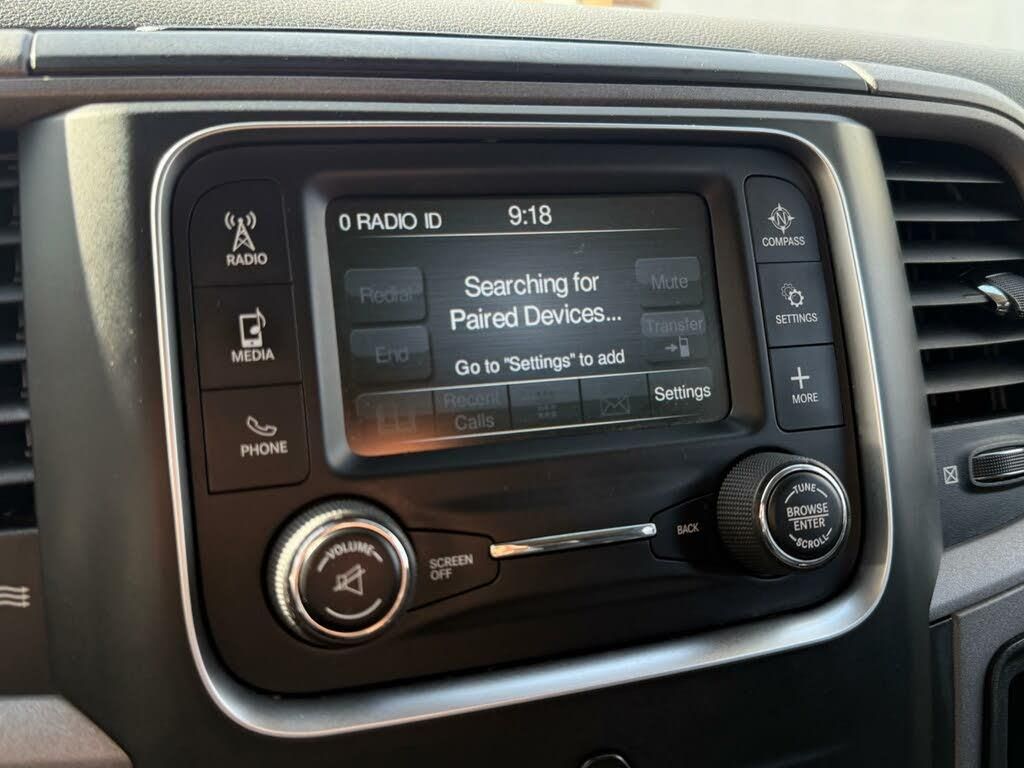 0 RADIO ID
9:18
RADIO
MEDIA
PHONE
Redial
End
Searching for
Paired Devices...
Go to "Settings" to add
Mute
Transfer
Recent
Calls
Settings
N
COMPASS
SETTINGS
MORE
VOLUME
SCREEN
OFF
BACK
TUNE
BROWSE
ENTER
SCROLL